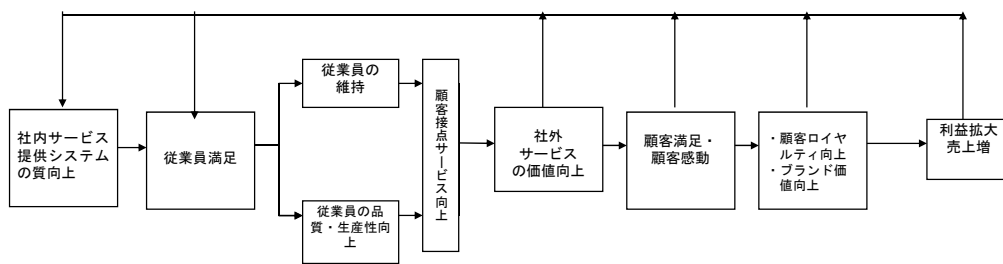 社内サービス
提供システム
の質向上
従業員満足
従業員の
維持
従業員の品
質・生産性向
上
顧客接点サービス向上
社外
サービス
の価値向上
顧客満足・
顧客感動
・顧客ロイヤ
ルティ向上
・ブランド価
値向上
利益拡大
売上増